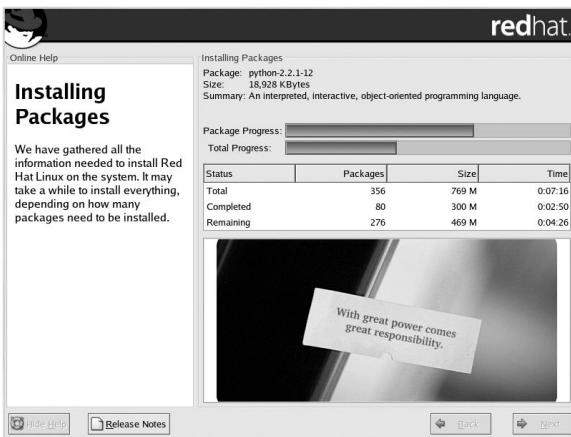 redhat.
Online Help
Installing
Packages
We have gathered all the
information needed to install Red
Hat Linux on the system. It may
take a while to install everything,
depending on how many
packages need to be installed.
Installing Packages
Package: python-2.2.1-12
Size: 18,928 KBytes
Summary: An interpreted, interactive, object-oriented programming language.
Package Progress:
Total Progress:
Status Packages Size Time
Total 356 769 M 0:07:16
Completed 80 300 M 0:02:50
Remaining 276 469 M 0:04:26
With great power comes
great responsibility.
Hide Help Release Notes Back Next